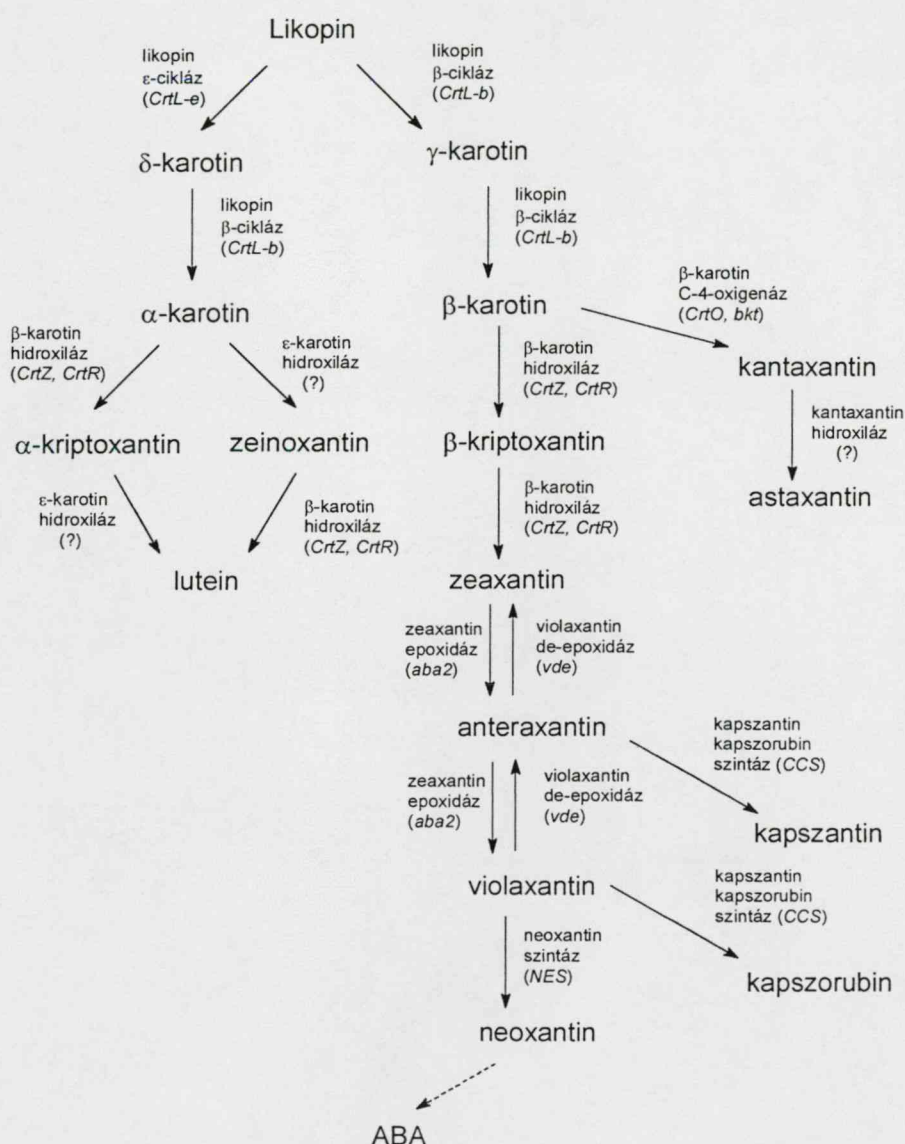 Likopin
likopin
ε-cikláz
(CrtL-e)
likopin
β-cikláz
(CrtL-b)
δ-karotin
γ-karotin
likopin
β-cikláz
(CrtL-b)
likopin
β-cikláz
(CrtL-b)
α-karotin
β-karotin
β-karotin
C-4-oxigenáz
(CrtO, bkt)
β-karotin
hidroxiláz
(CrtZ, CrtR)
ε-karotin
hidroxiláz
(?)
β-karotin
hidroxiláz
(CrtZ, CrtR)
kantaxantin
α-kriptoxantin
zeinoxantin
β-kriptoxantin
kantaxantin
hidroxiláz
(?)
ε-karotin
hidroxiláz
(?)
β-karotin
hidroxiláz
(CrtZ, CrtR)
β-karotin
hidroxiláz
(CrtZ, CrtR)
astaxantin
lutein
zeaxantin
zeaxantin
epoxidáz
(aba2)
violaxantin
de-epoxidáz
(vde)
anteraxantin
kapszantin
kapszorubin
szintáz (CCS)
zeaxantin
epoxidáz
(aba2)
violaxantin
de-epoxidáz
(vde)
kapszantin
violaxantin
kapszantin
kapszorubin
szintáz (CCS)
neoxantin
szintáz
(NES)
kapszorubin
neoxantin
ABA